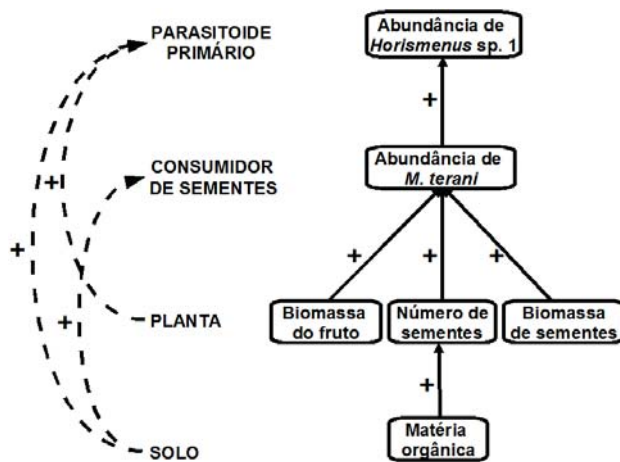 PARASITOIDE
PRIMÁRIO
Abundância de
Horismenus sp. 1
+
CONSUMIDOR
DE SEMENTES
Abundância de
M. terani
+
+
+
+
+
+
PLANTA
Biomassa
do fruto
Número de
sementes
Biomassa
de sementes
+
SOLO
Matéria
orgânica